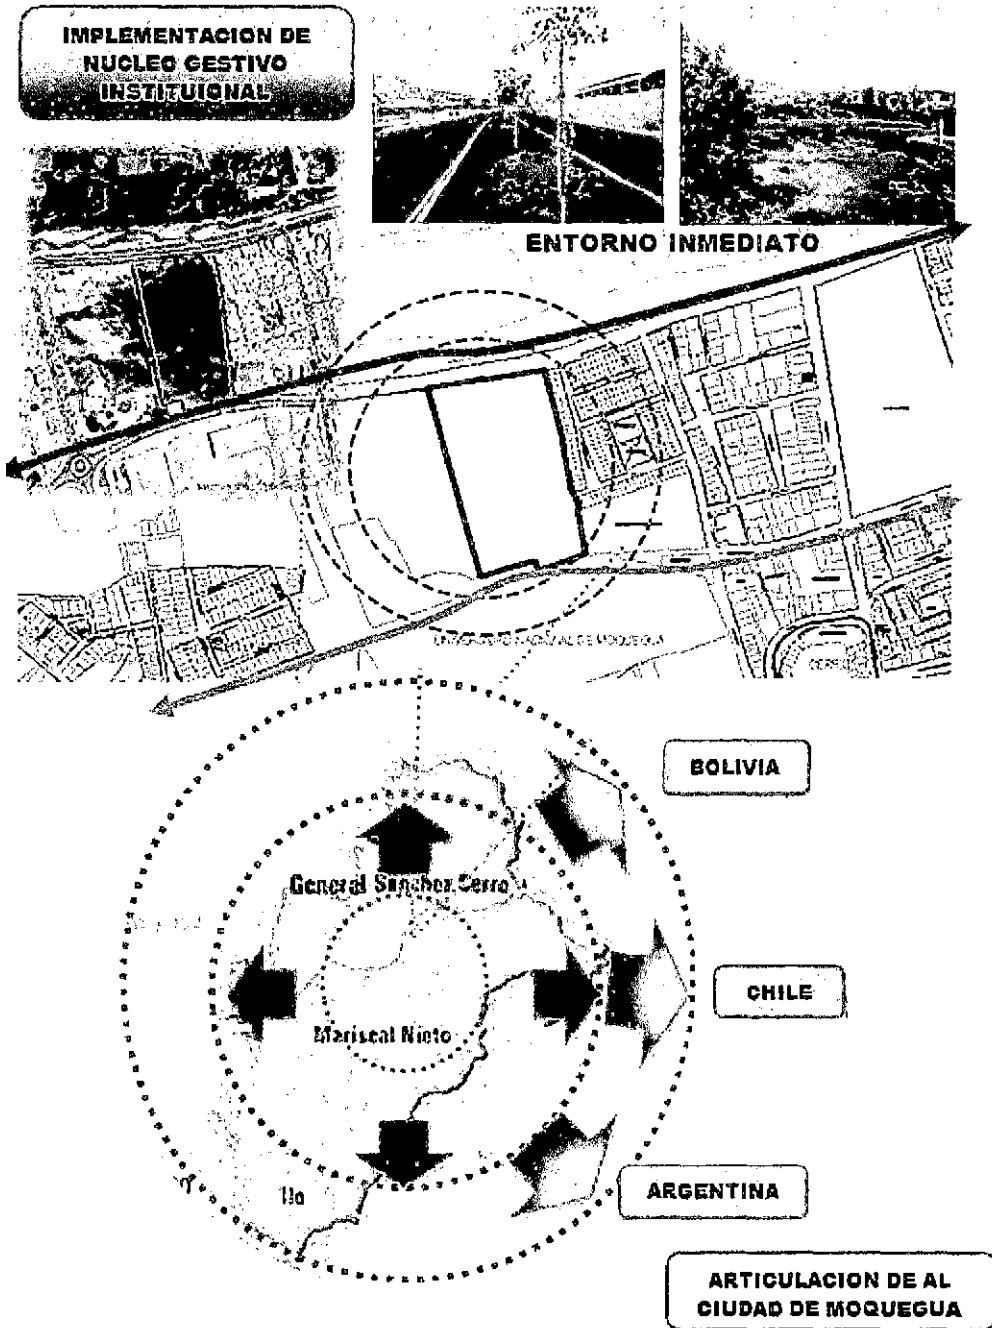 IMPLEMENTACION DE
NUCLEO GESTIVO
INSTITUIONAL
ENTORNO INMEDIATO
BOLIVIA
General Sanchez Cerro
CHILE
Mariscal Nieto
Ilo
ARGENTINA
ARTICULACION DE AL
CIUDAD DE MOQUEGUA